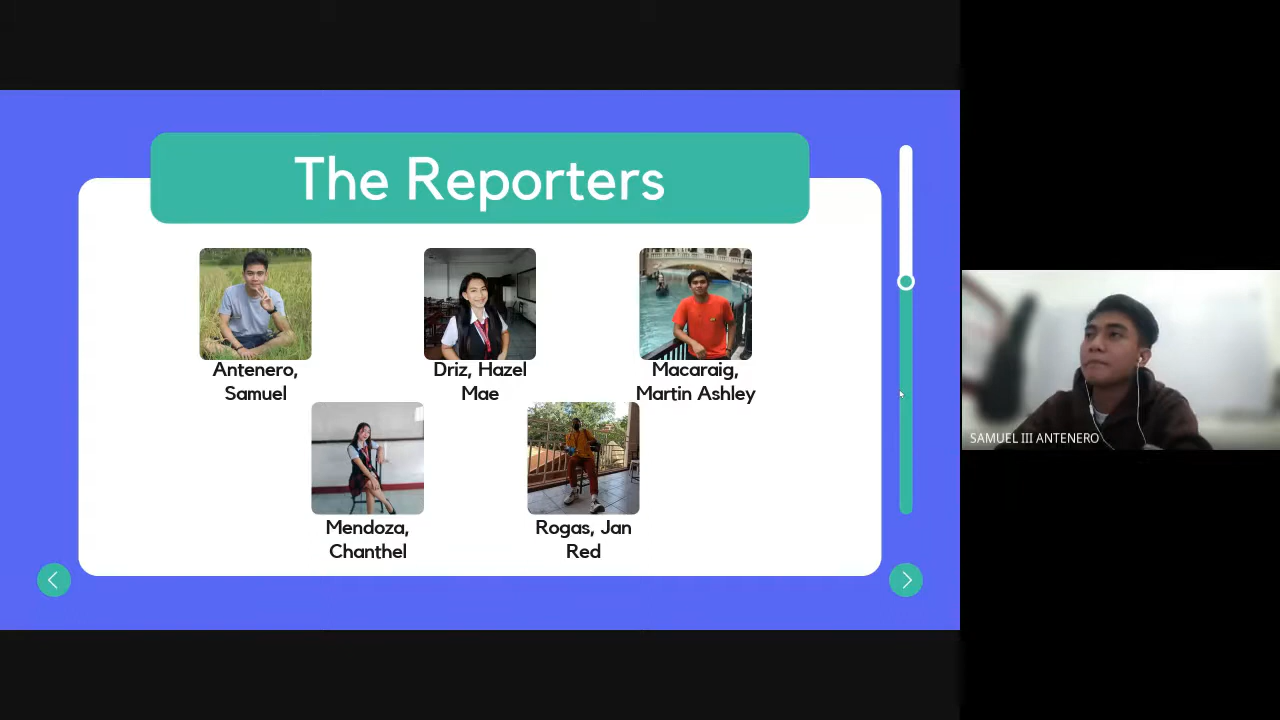 The Reporters
Antenero,
Samuel
Driz, Hazel
Mae
Macaraig,
Martin Ashley
Mendoza,
Chanthel
Rogas, Jan
Red
SAMUEL III ANTENERO